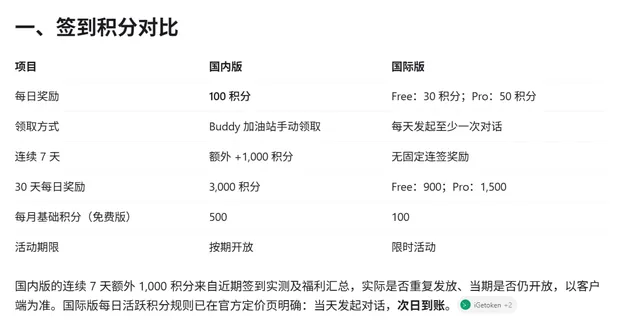 一、签到积分对比
项目 国内版 国际版
每日奖励 100 积分 Free：30 积分；Pro：50 积分
领取方式 Buddy 加油站手动领取 每天发起至少一次对话
连续 7 天 额外 +1,000 积分 无固定连签奖励
30 天每日奖励 3,000 积分 Free：900；Pro：1,500
每月基础积分（免费版） 500 100
活动期限 按期开放 限时活动
国内版的连续 7 天额外 1,000 积分来自近期签到实测及福利汇总，实际是否重复发放、当期是否仍开放，以客户
端为准。国际版每日活跃积分规则已在官方定价页明确：当天发起对话，次日到账。 iGetoken +2